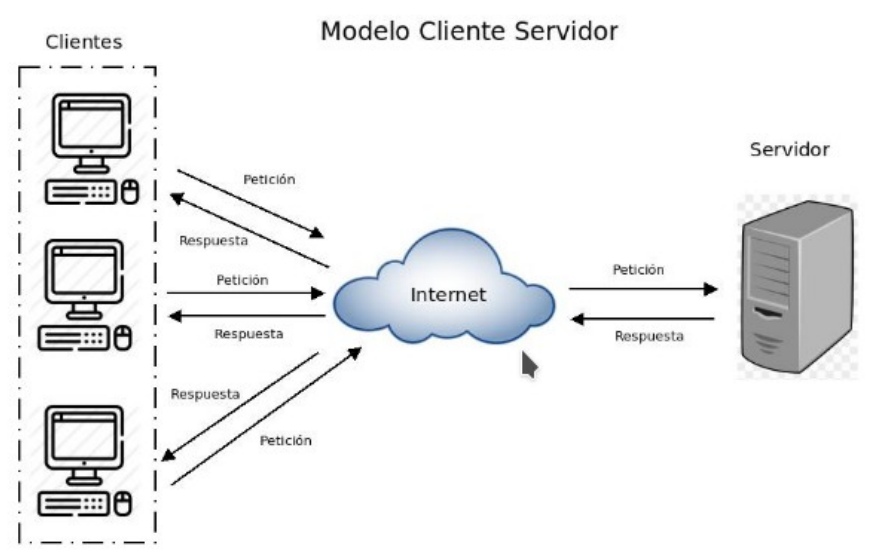 Modelo Cliente Servidor
Clientes
Servidor
Petición
Respuesta
Petición
Respuesta
Internet
Petición
Respuesta
Respuesta
Petición